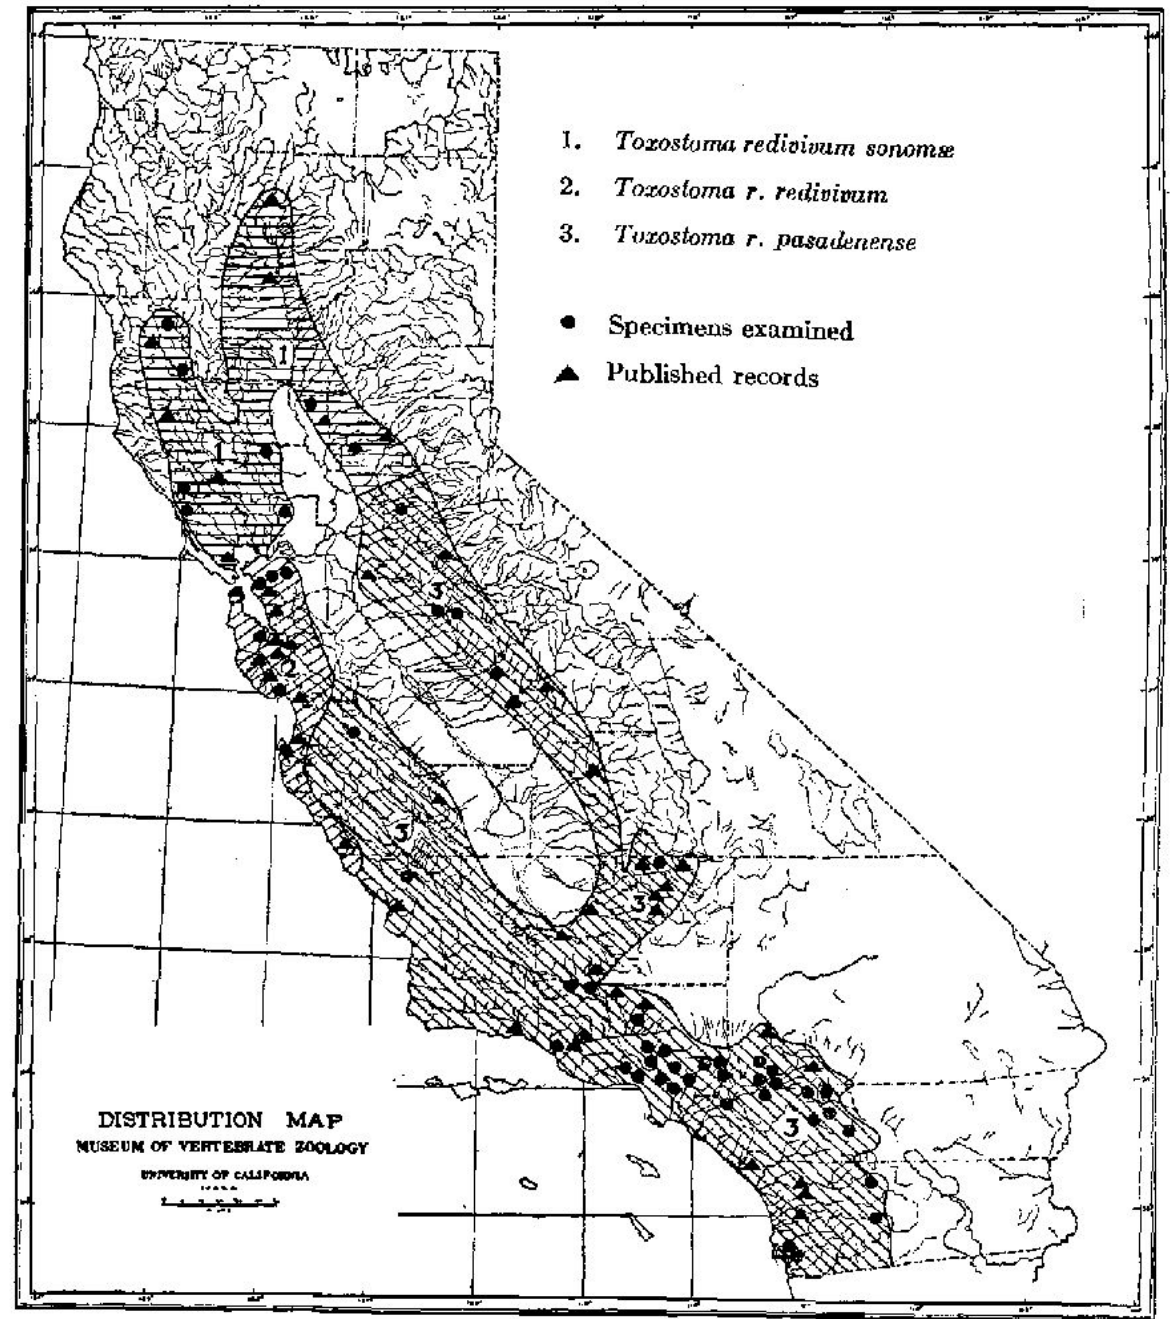 1. Toxostoma redivivum sonomæ
2. Toxostoma r. redivivum
3. Toxostoma r. pasadenense
Specimens examined
Published records
1
1
3
2
3
3
3
DISTRIBUTION MAP
MUSEUM OF VERTEBRATE ZOOLOGY
UNIVERSITY OF CALIFORNIA